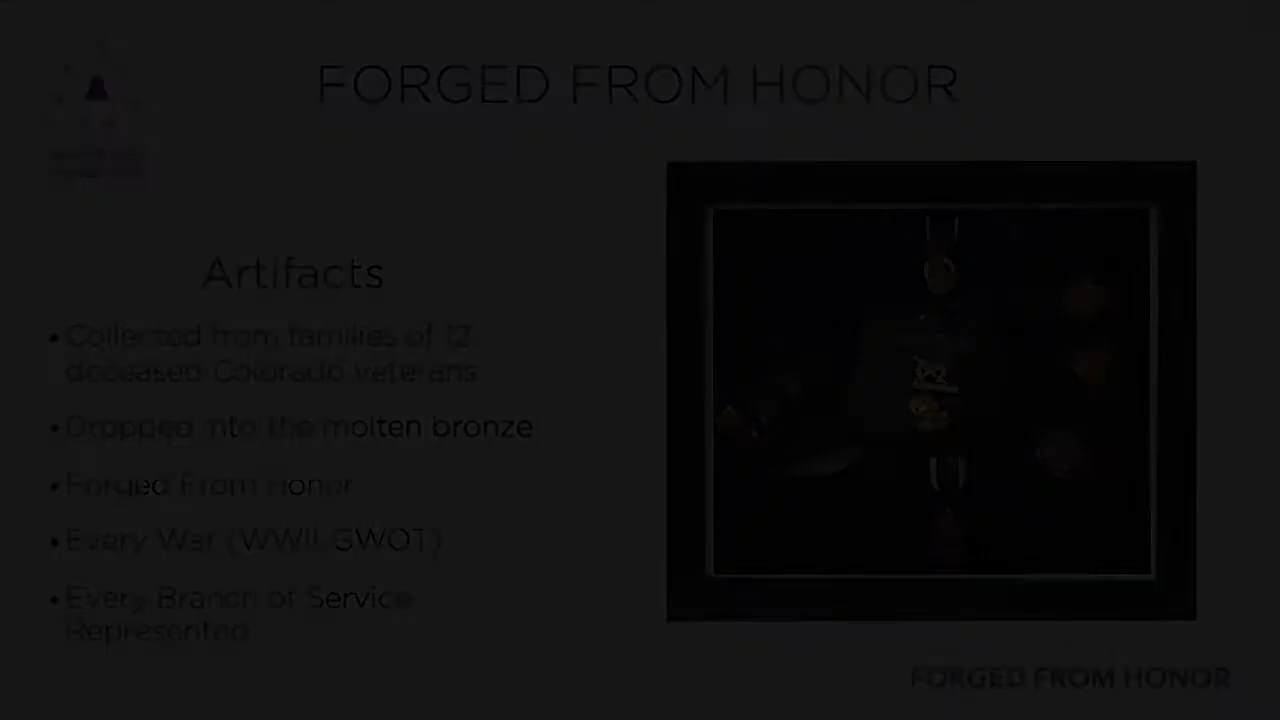 FORGED FROM HONOR
Artifacts
• Collected from families of 12
deceased Colorado veterans
• Dropped into the molten bronze
• Forged From Honor
• Every War (WWII-GWOT)
• Every Branch of Service
Represented
FORGED FROM HONOR